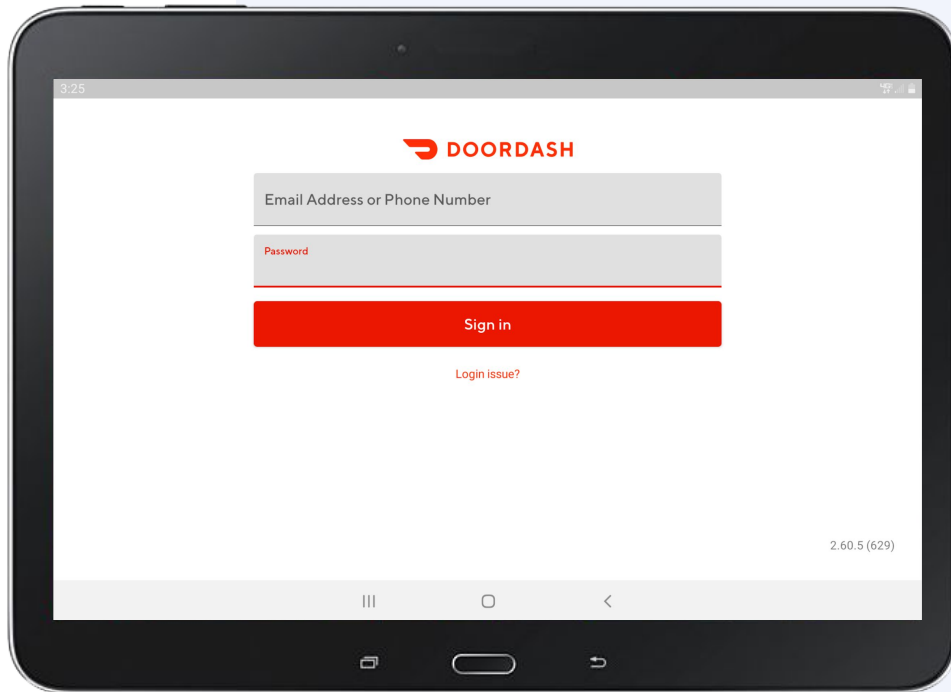 3:25
DOORDASH
Email Address or Phone Number
Password
Sign in
Login issue?
2.60.5 (629)